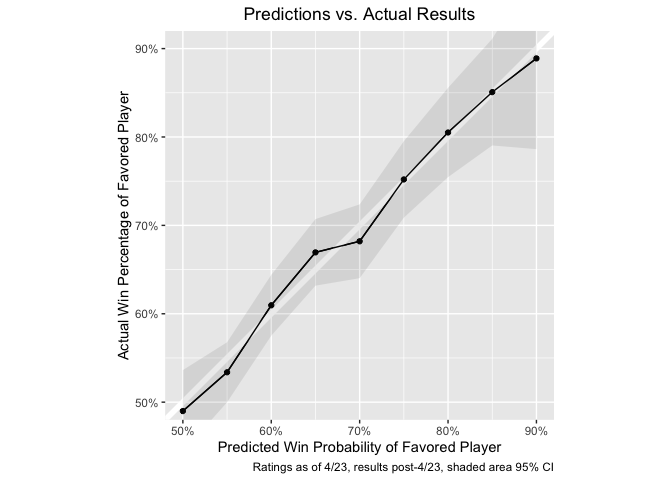 Predictions vs. Actual Results
Actual Win Percentage of Favored Player
90%
80%
70%
60%
50%
50%
60%
70%
80%
90%
Predicted Win Probability of Favored Player
Ratings as of 4/23, results post-4/23, shaded area 95% CI